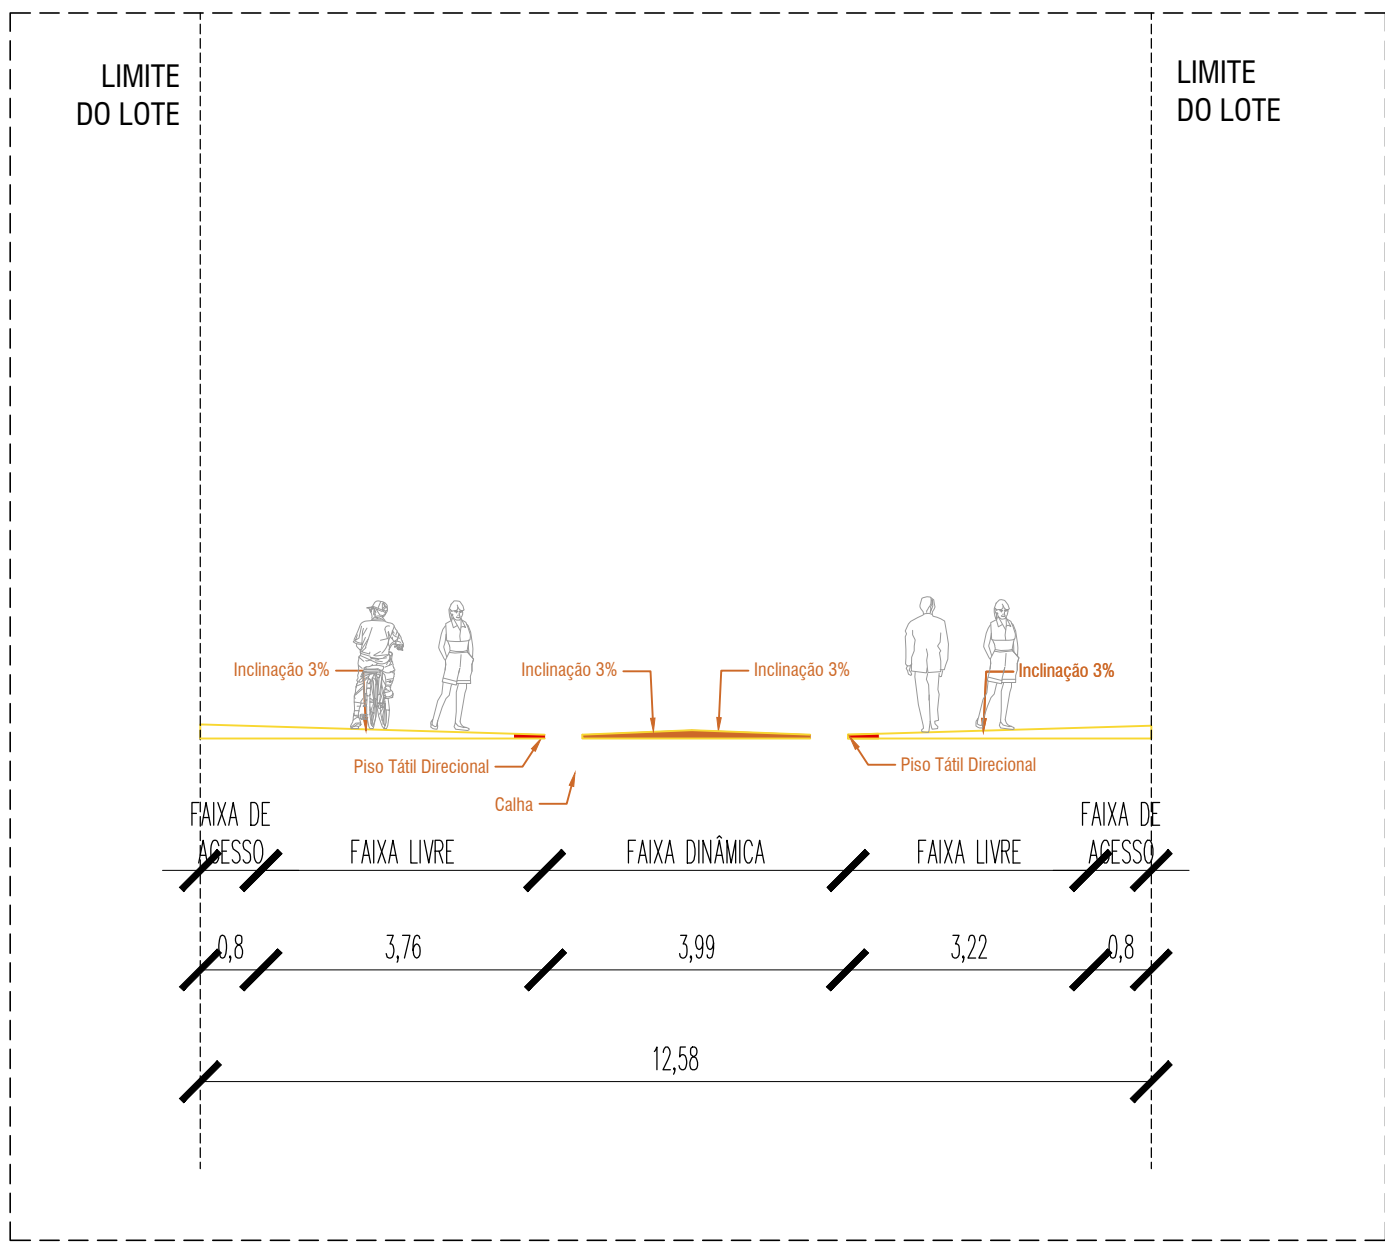 LIMITE
DO LOTE
LIMITE
DO LOTE
Inclinação 3%
Inclinação 3%
Inclinação 3%
Inclinação 3%
Piso Tátil Direcional
Piso Tátil Direcional
Calha
FAIXA DE
ACESSO
FAIXA LIVRE
FAIXA DINÂMICA
FAIXA LIVRE
FAIXA DE
ACESSO
0,8
3,76
3,99
3,22
0,8
12,58